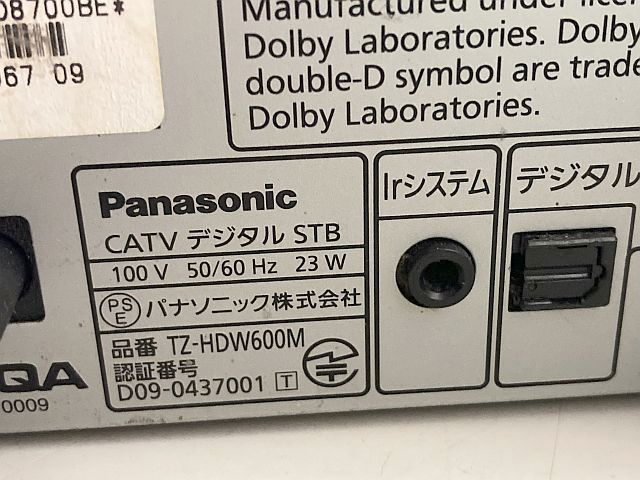 08700BE*
67 09
Manufactured under
Dolby Laboratories. Dolby
double-D symbol are
Dolby Laboratories.
Panasonic
CATV デジタル STB
100 V 50/60 Hz 23 W
PS
E
パナソニック株式会社
品番 TZ-HDW600M
認証番号
D09-0437001 T
Irシステム
デジタル
QA
0009